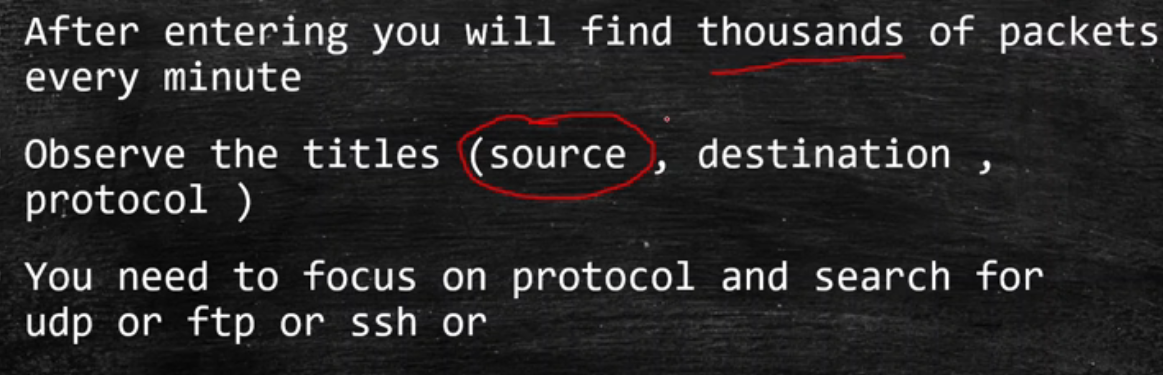 After entering you will find thousands of packets
every minute
Observe the titles (source , destination ,
protocol )
You need to focus on protocol and search for
udp or ftp or ssh or